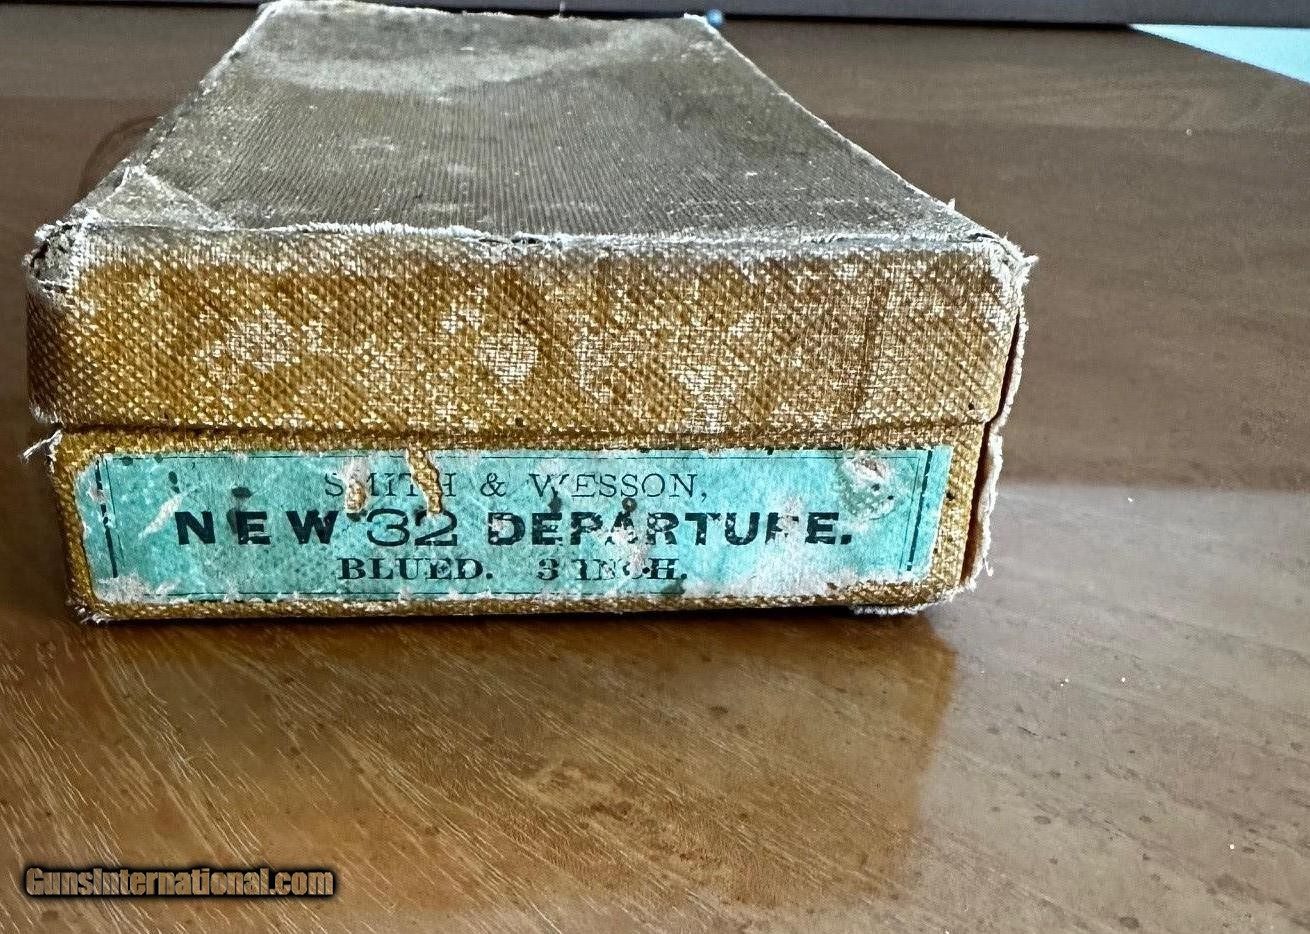 SMITH & WESSON,
NEW 32 DEPARTURE.
BLUED. 3 INCH.
GunsInternational.com